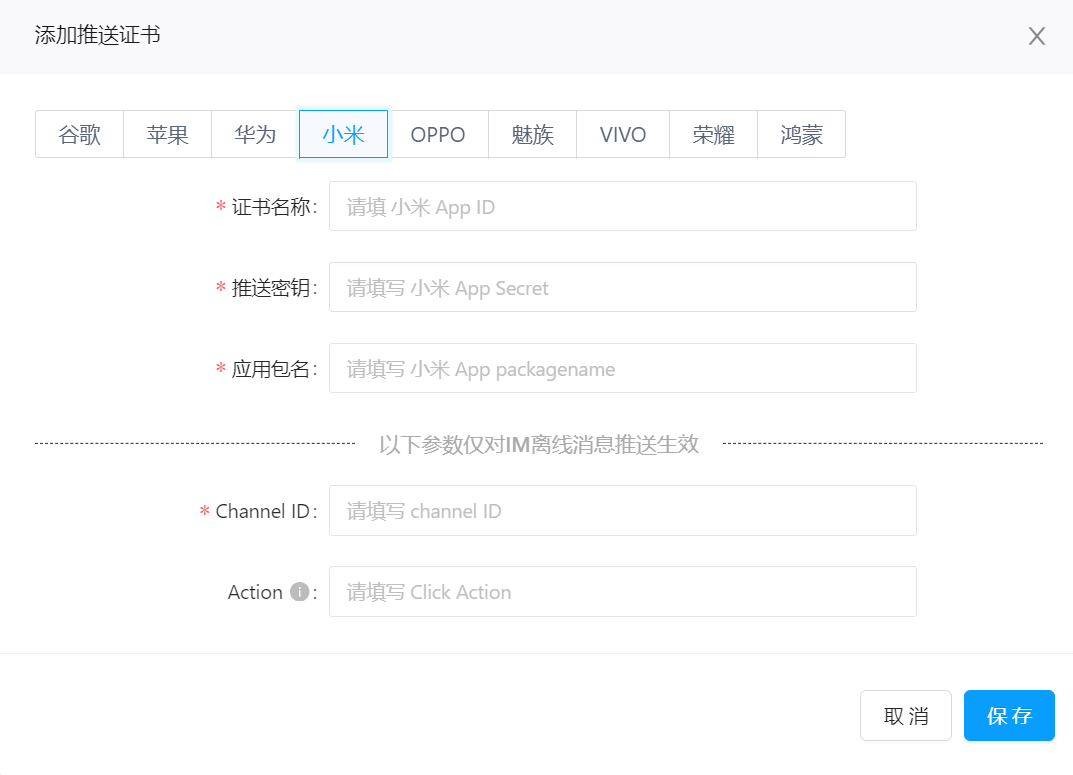 添加推送证书
谷歌 苹果 华为 小米 OPPO 魅族 VIVO 荣耀 鸿蒙
* 证书名称: 请填 小米 App ID
* 推送密钥: 请填写 小米 App Secret
* 应用包名: 请填写 小米 App packagename
以下参数仅对IM离线消息推送生效
* Channel ID: 请填写 channel ID
Action : 请填写 Click Action
取 消 保 存